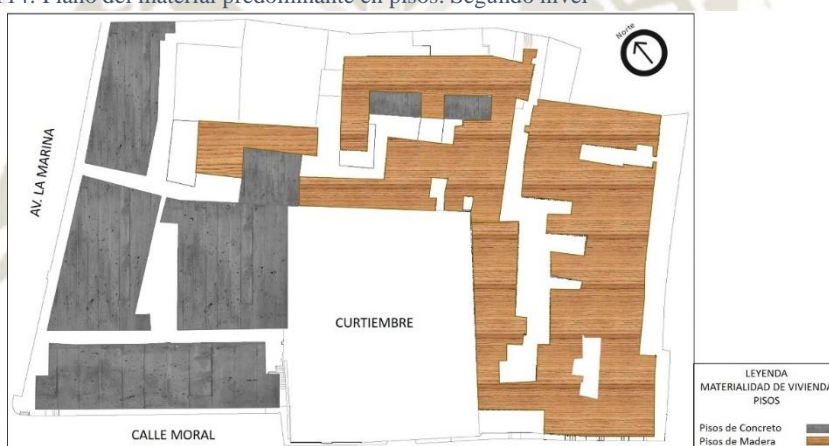 Plano del material predominante en pisos. Segundo nivel
Norte
AV. LA MARINA
CURTIEMBRE
CALLE MORAL
LEYENDA
MATERIALIDAD DE VIVIENDA
PISOS
Pisos de Concreto
Pisos de Madera